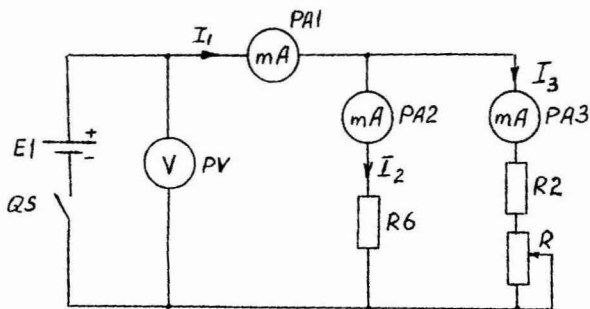 PA1
I₁
mA
I₃
E1
+
-
V
PV
mA
PA2
mA
PA3
QS
I₂
R2
R6
R